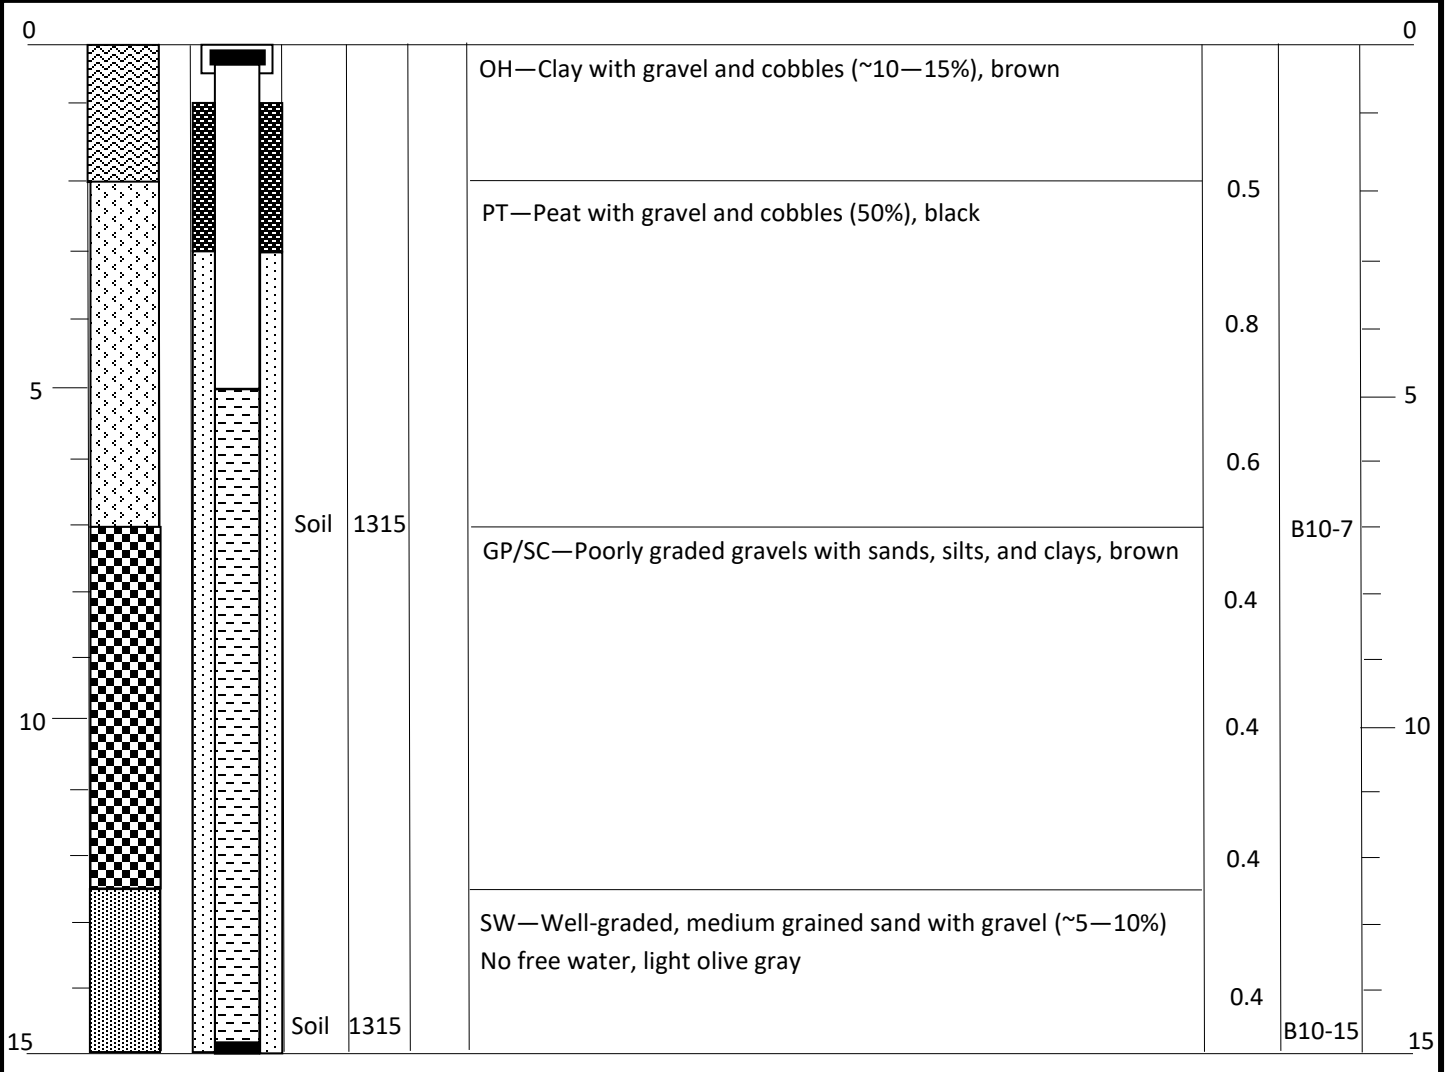 0
0
OH—Clay with gravel and cobbles (~10—15%), brown
0.5
PT—Peat with gravel and cobbles (50%), black
0.8
5
5
0.6
Soil 1315
B10-7
GP/SC—Poorly graded gravels with sands, silts, and clays, brown
0.4
10
0.4
10
0.4
SW—Well-graded, medium grained sand with gravel (~5—10%)
No free water, light olive gray
0.4
Soil 1315
B10-15
15
15